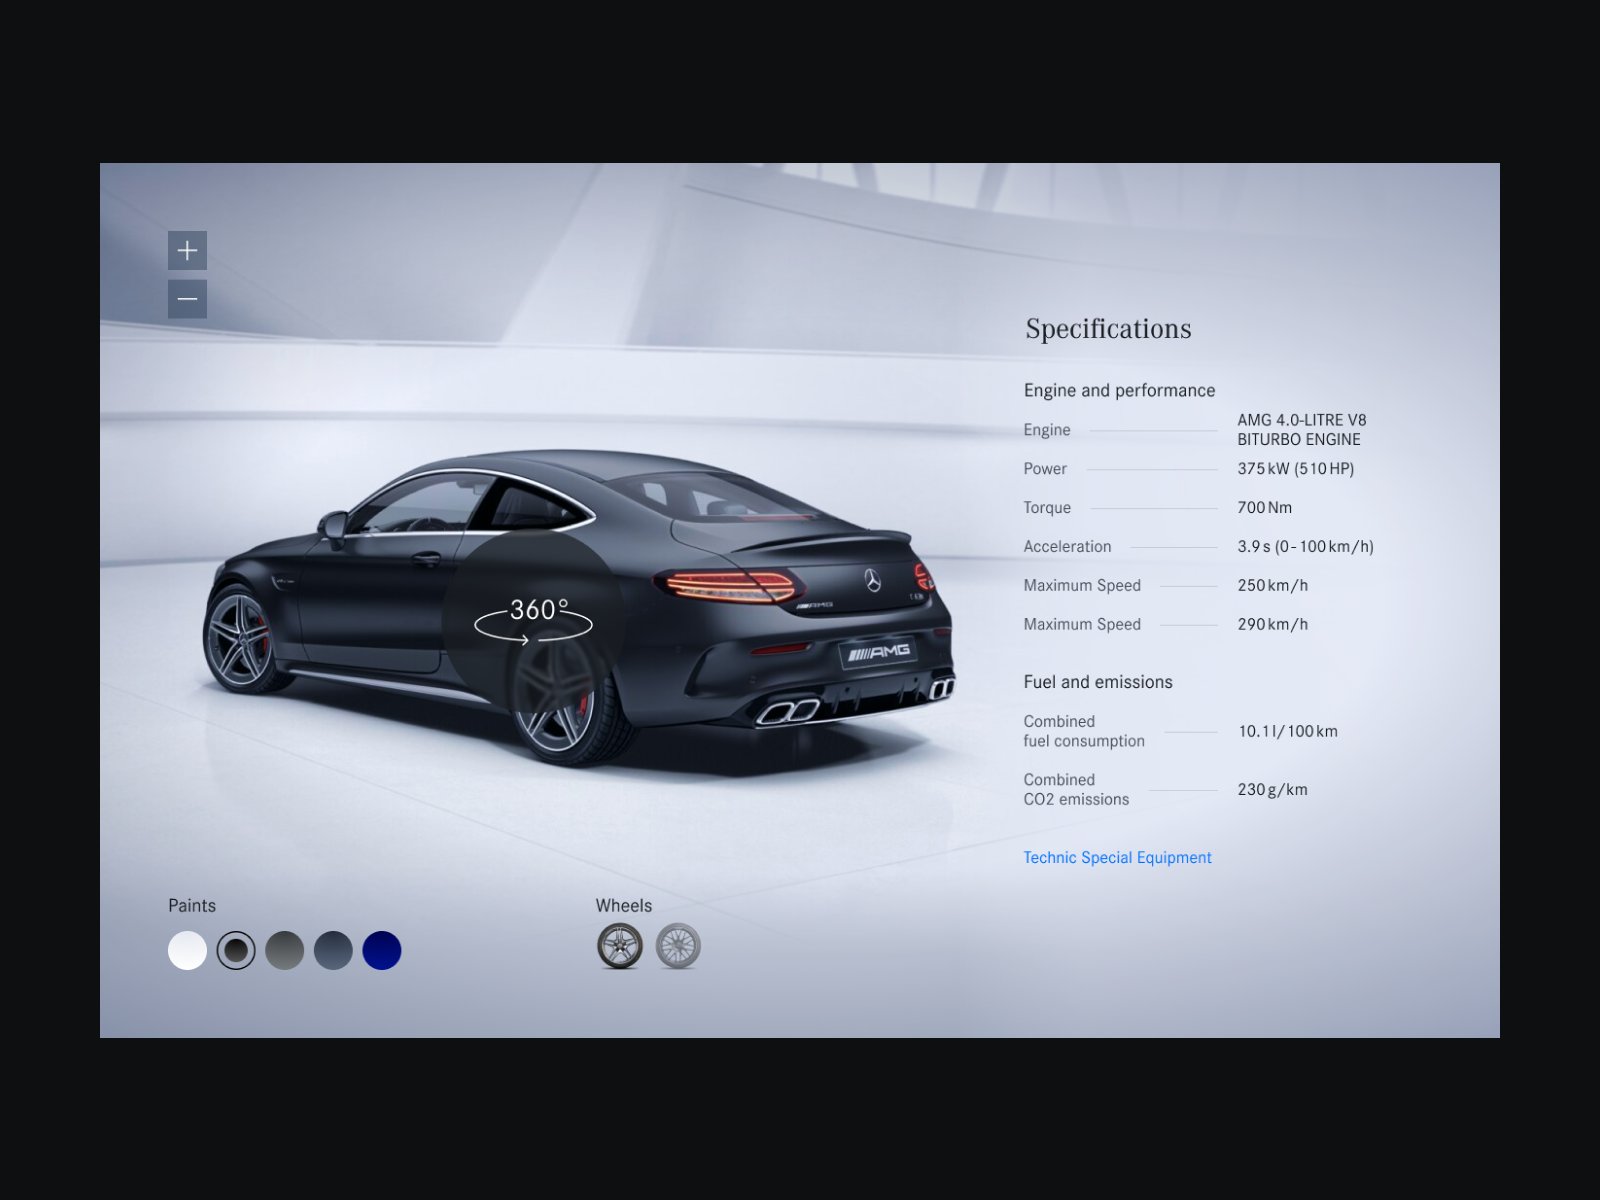 Specifications
Engine and performance
Engine
AMG 4.0-LITRE V8
BITURBO ENGINE
Power
375 kW (510 HP)
Torque
700 Nm
Acceleration
3.9 s (0 - 100 km/h)
Maximum Speed
250 km/h
Maximum Speed
290 km/h
Fuel and emissions
Combined
fuel consumption
10.1 l/ 100 km
Combined
CO2 emissions
230 g/km
Technic Special Equipment
360°
AMG
AMG
Paints
Wheels